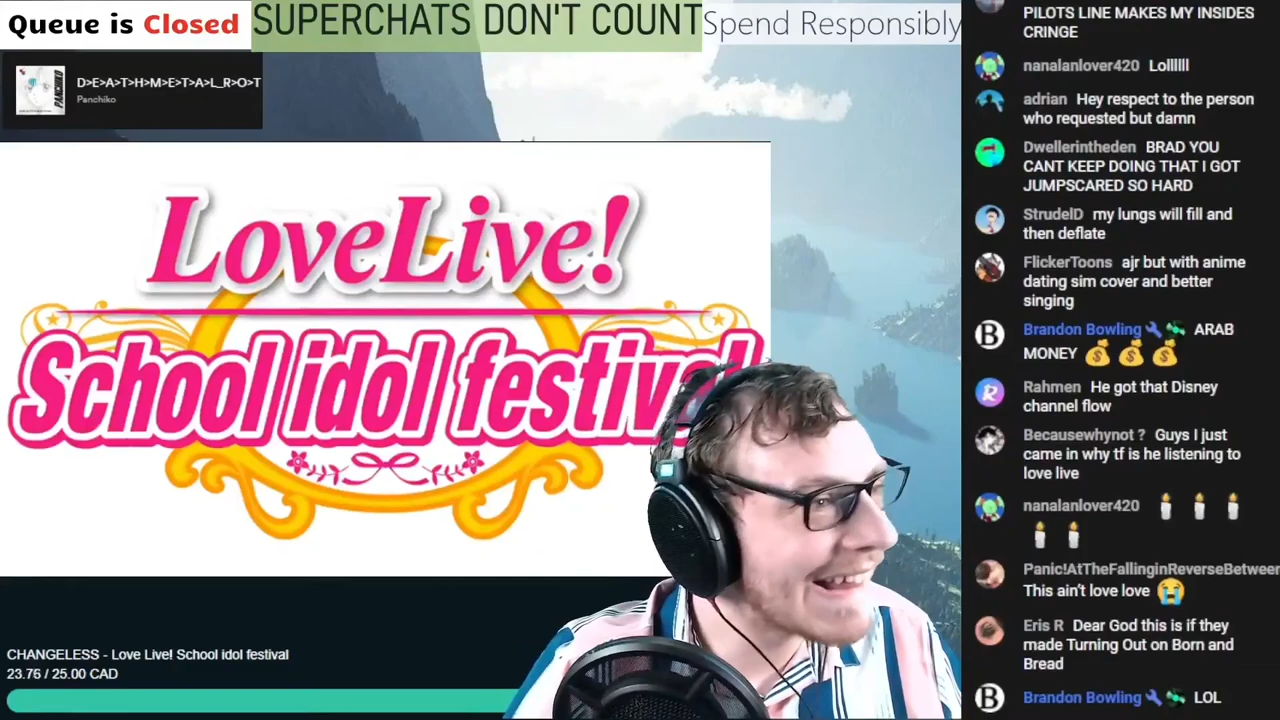 Queue is Closed
SUPERCHATS DON'T COUNT
Spend Responsibly
D>E>A>T>H>M>E>T>A>L_R>O>T
Panchiko
LoveLive!
School idol festival
CHANGELESS - Love Live! School idol festival
23.76 / 25.00 CAD
PILOTS LINE MAKES MY INSIDES
CRINGE
nanalanlover420 Lollllll
adrian Hey respect to the person
who requested but damn
Dwellerintheden BRAD YOU
CANT KEEP DOING THAT I GOT
JUMPSCARED SO HARD
StrudelD my lungs will fill and
then deflate
FlickerToons ajr but with anime
dating sim cover and better
singing
Brandon Bowling ARAB
MONEY 💰 💰 💰
Rahmen He got that Disney
channel flow
Becausewhynot ? Guys I just
came in why tf is he listening to
love live
nanalanlover420 🕯 🕯 🕯
🕯 🕯
Panic!AtTheFallinginReverseBetween
This ain't love love 😭
Eris R Dear God this is if they
made Turning Out on Born and
Bread
Brandon Bowling LOL